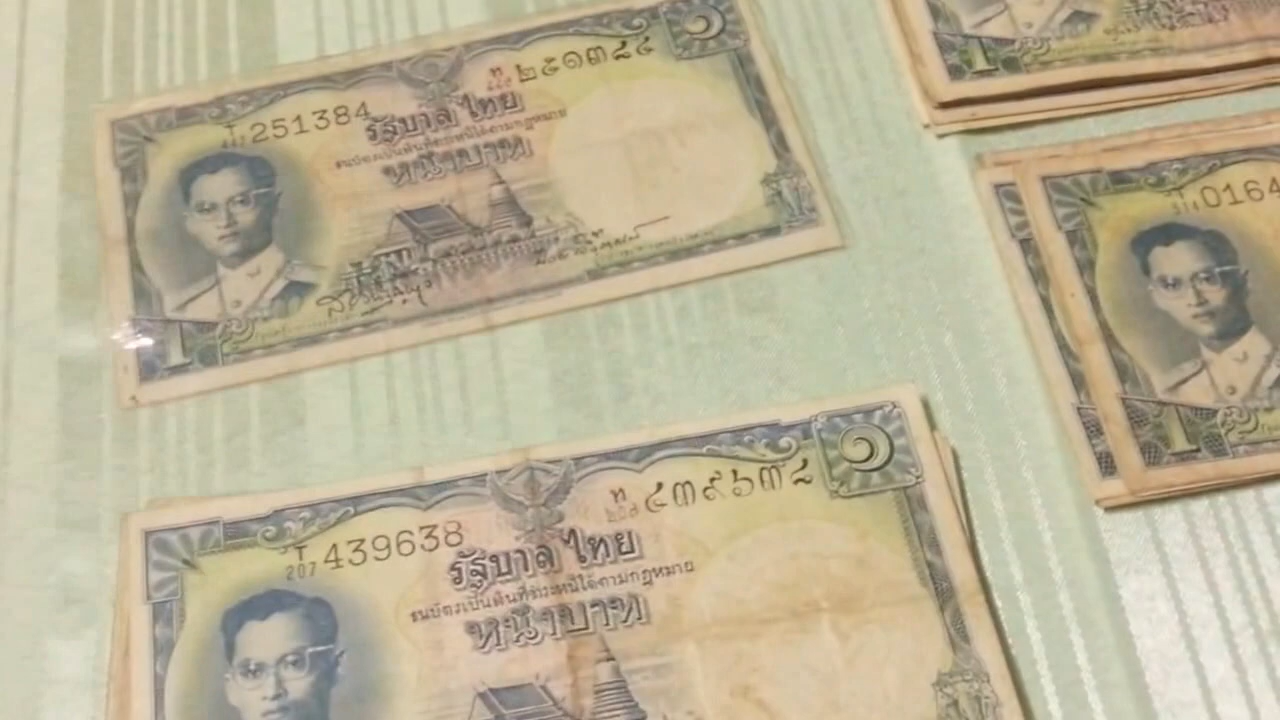 T 251384
ท ๒๕๑๓๘๔
๑
รัฐบาลไทย
ธนบัตรเป็นเงินที่ชำระหนี้ได้ตามกฎหมาย
หนึ่งบาท
1
1
0164
1
๑
T
207 439638
ท
๒๐๗ ๔๓๙๖๓๘
รัฐบาลไทย
ธนบัตรเป็นเงินที่ชำระหนี้ได้ตามกฎหมาย
หนึ่งบาท